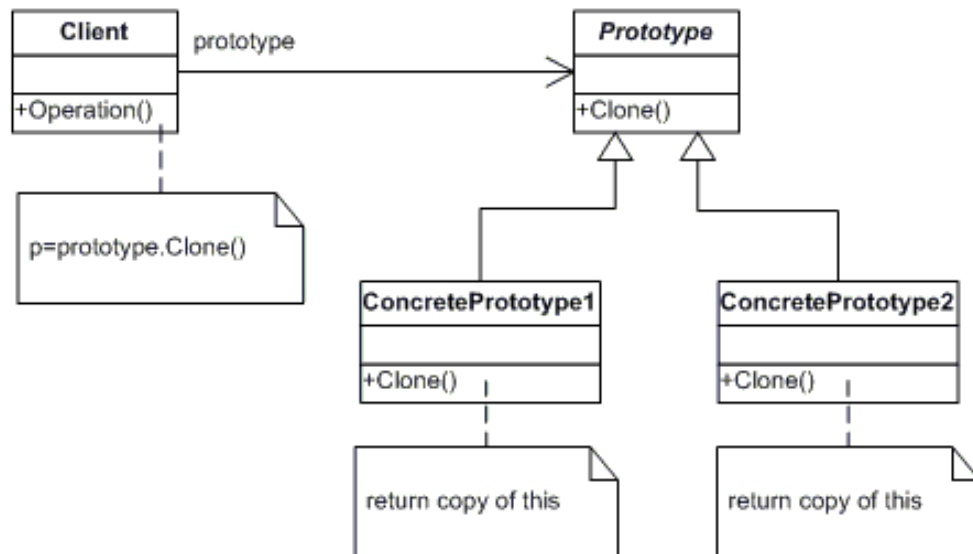 Client
prototype
Prototype
+Operation()
+Clone()
p=prototype.Clone()
ConcretePrototype1
ConcretePrototype2
+Clone()
+Clone()
return copy of this
return copy of this